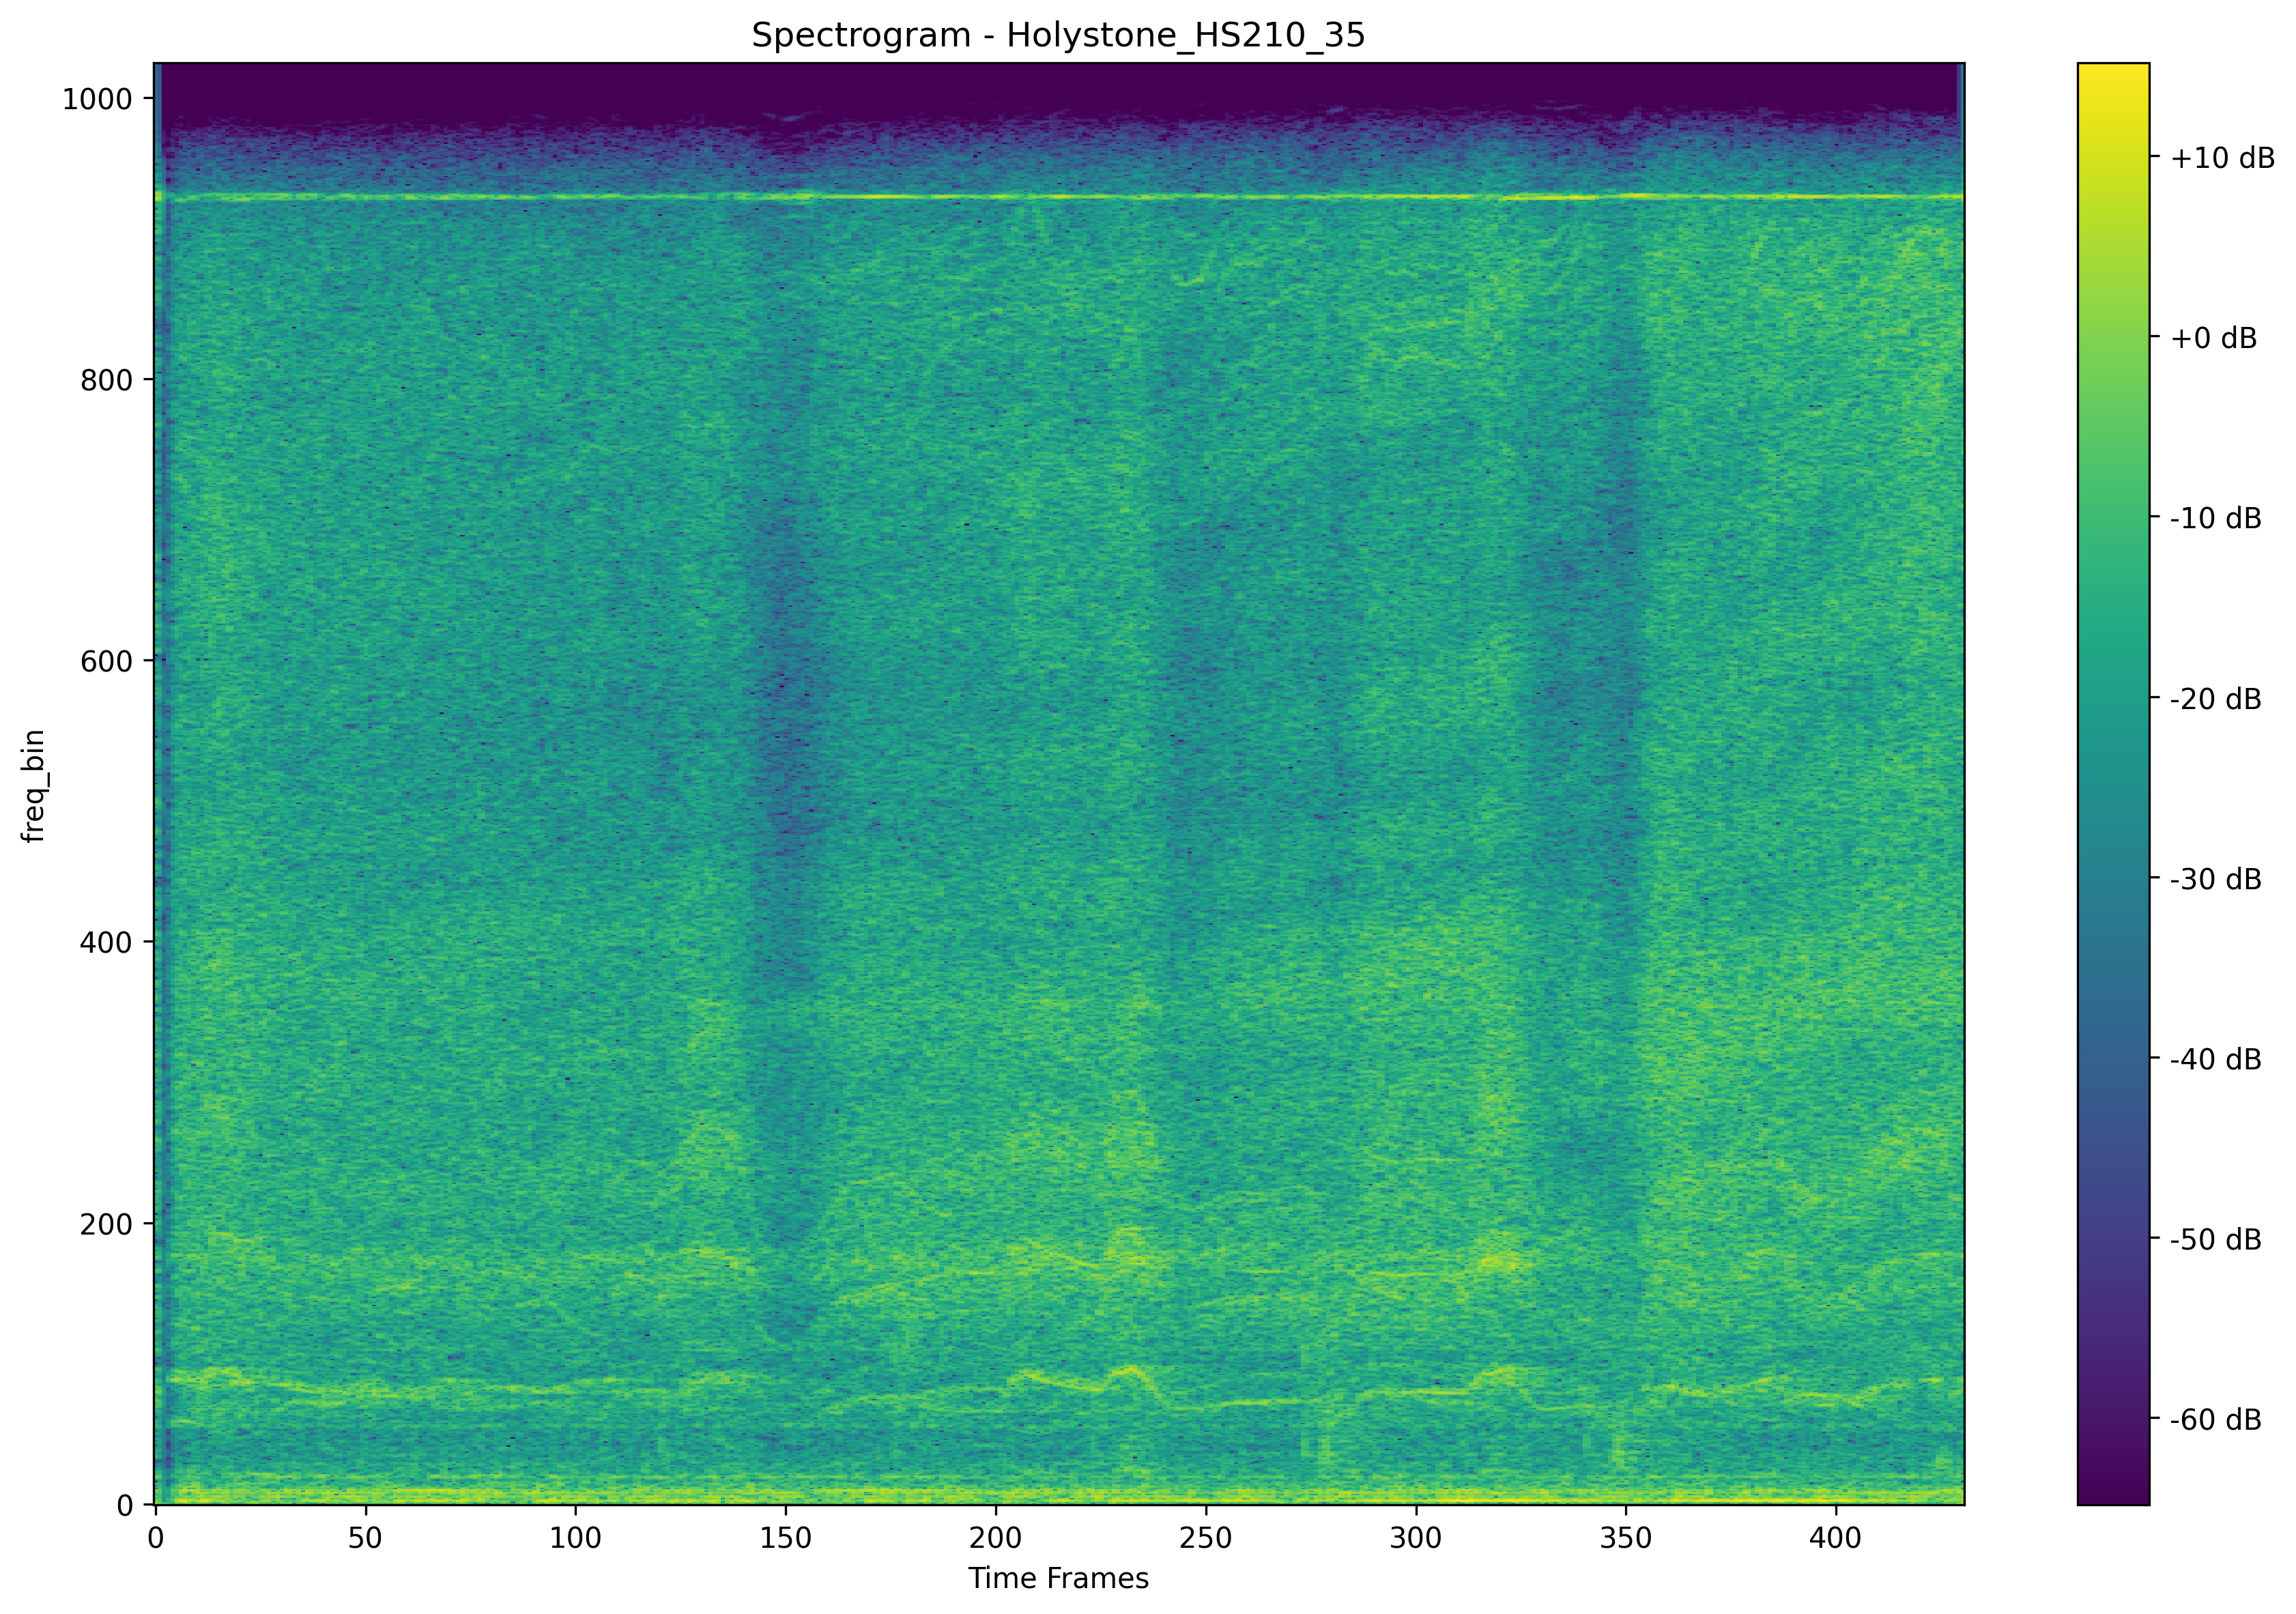 Spectrogram - Holystone_HS210_35
1000
800
600
400
200
0
freq_bin
0 50 100 150 200 250 300 350 400
Time Frames
+10 dB
+0 dB
-10 dB
-20 dB
-30 dB
-40 dB
-50 dB
-60 dB